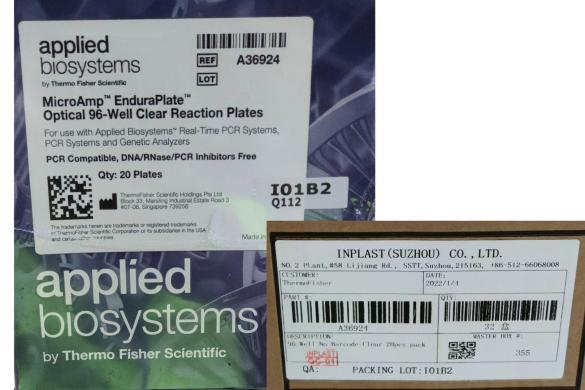 applied
biosystems
by Thermo Fisher Scientific
REF A36924
LOT
MicroAmp™ EnduraPlate™
Optical 96-Well Clear Reaction Plates
For use with Applied Biosystems™ Real-Time PCR Systems,
PCR Systems and Genetic Analyzers
PCR Compatible, DNA/RNase/PCR Inhibitors Free
Qty: 20 Plates
ThermoFisher Scientific Holdings Pte Ltd
Block 33, Marsiling Industrial Estate Road 3
#07-06, Singapore 739256
I01B2
Q112
The trademarks herein are trademarks or registered trademarks
of ThermoFisher Scientific Corporation or its subsidiaries in the USA
and certain other countries.
Made in
applied
biosystems
by Thermo Fisher Scientific
INPLAST(SUZHOU) CO.,LTD.
NO. 2 Plant, #58 Lijiang Rd., SSTT, Suzhou, 215163, +86-512-66068008
CUSTOMER: DATE:
ThermoFisher 2022/1/4
PART #: QTY:
A36924 32 盒
DESCRIPTION: MASTER BOX #:
96 Well No Barcode Clear 20pcs pack
355
INPLAST
QA: PACKING LOT:I01B2